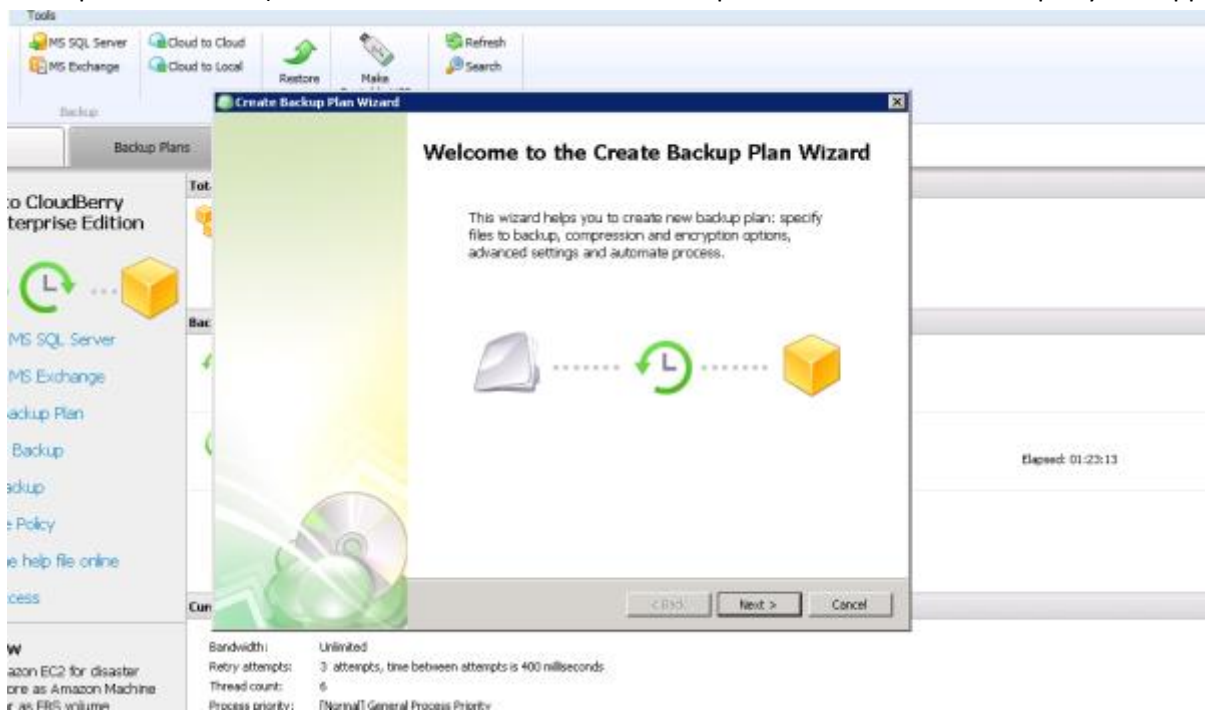 Tools
MS SQL Server
Cloud to Cloud
Refresh
MS Exchange
Cloud to Local
Search
Restore
Make
Backup
Create Backup Plan Wizard
Backup Plans
Welcome to the Create Backup Plan Wizard
to CloudBerry
terprise Edition
Tot
This wizard helps you to create new backup plan: specify
files to backup, compression and encryption options,
advanced settings and automate process.
Bac
MS SQL Server
MS Exchange
ackup Plan
Backup
Elapsed: 01:23:13
ackup
e Policy
e help file online
cess
Cur
< Back
Next >
Cancel
w
azon EC2 for disaster
ore as Amazon Machine
r as EBS volume
Bandwidth: Unlimited
Retry attempts: 3 attempts, time between attempts is 400 milliseconds
Thread count: 6
Process priority: [Normal] General Process Priority